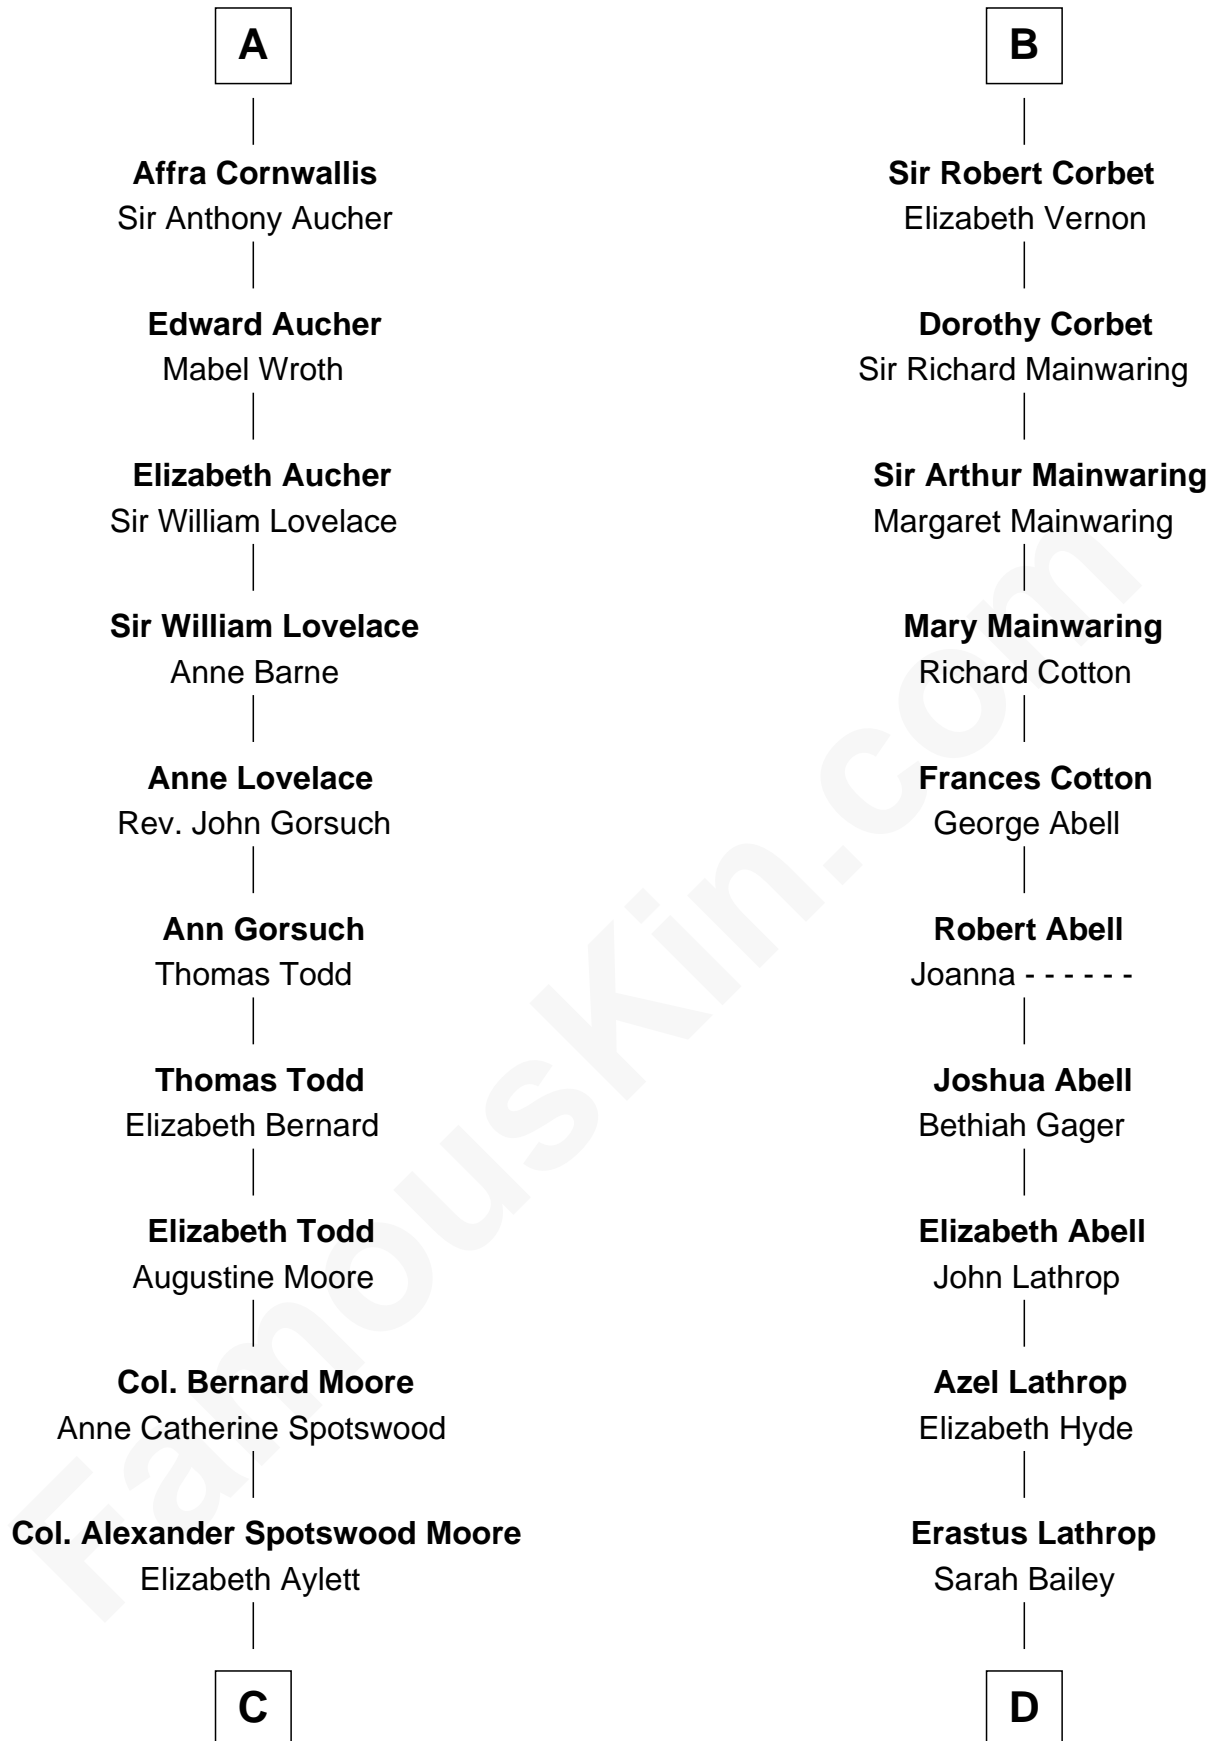 A
Affra Cornwallis
Sir Anthony Aucher
Edward Aucher
Mabel Wroth
Elizabeth Aucher
Sir William Lovelace
Sir William Lovelace
Anne Barne
Anne Lovelace
Rev. John Gorsuch
Ann Gorsuch
Thomas Todd
Thomas Todd
Elizabeth Bernard
Elizabeth Todd
Augustine Moore
Col. Bernard Moore
Anne Catherine Spotswood
Col. Alexander Spotswood Moore
Elizabeth Aylett
C
B
Sir Robert Corbet
Elizabeth Vernon
Dorothy Corbet
Sir Richard Mainwaring
Sir Arthur Mainwaring
Margaret Mainwaring
Mary Mainwaring
Richard Cotton
Frances Cotton
George Abell
Robert Abell
Joanna - - - - - -
Joshua Abell
Bethiah Gager
Elizabeth Abell
John Lathrop
Azel Lathrop
Elizabeth Hyde
Erastus Lathrop
Sarah Bailey
D
FamousKin.com